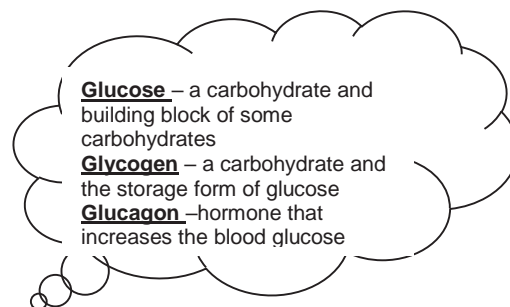 Glucose – a carbohydrate and
building block of some
carbohydrates
Glycogen – a carbohydrate and
the storage form of glucose
Glucagon –hormone that
increases the blood glucose